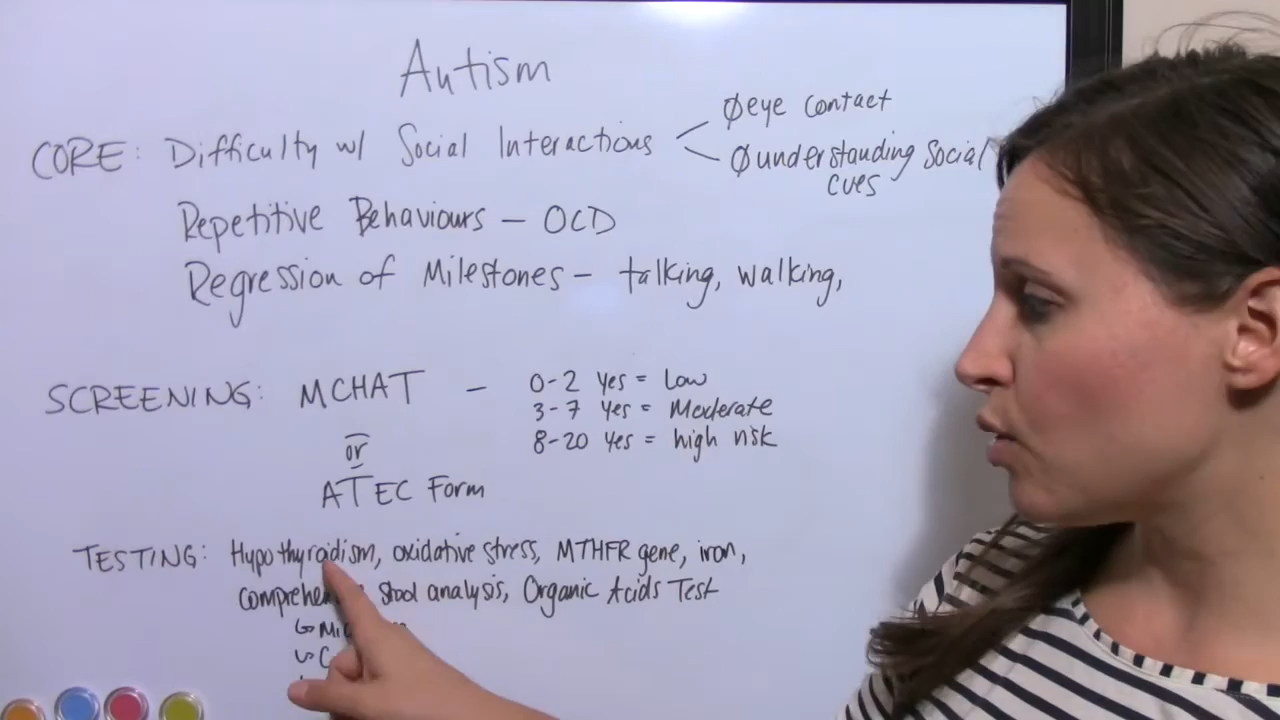 Autism
CORE: Difficulty w/ Social Interactions
Ø eye contact
Ø understanding Social
cues
Repetitive Behaviours – OCD
Regression of Milestones – talking, walking,
SCREENING: MCHAT – 0-2 yes = Low
3-7 yes = Moderate
8-20 yes = high risk
or
ATEC Form
TESTING: Hypothyroidism, oxidative stress, MTHFR gene, iron,
stool analysis, Organic Acids Test